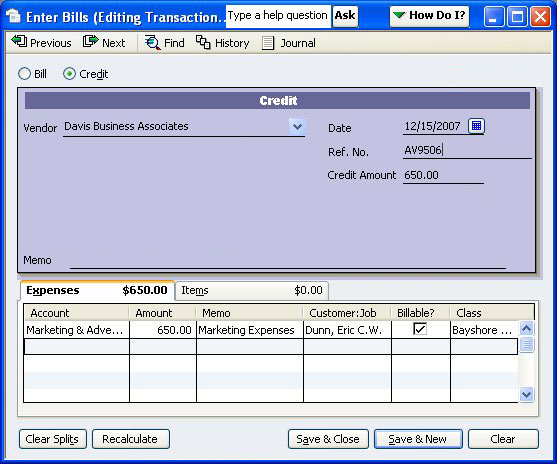 Enter Bills (Editing Transaction... Type a help question Ask How Do I?
Previous Next Find History Journal
Bill Credit
Credit
Vendor Davis Business Associates Date 12/15/2007
Ref. No. AV9506
Credit Amount 650.00
Memo
Expenses $650.00 Items $0.00
Account Amount Memo Customer:Job Billable? Class
Marketing & Adve... 650.00 Marketing Expenses Dunn, Eric C.W. Bayshore ...
Clear Splits Recalculate Save & Close Save & New Clear